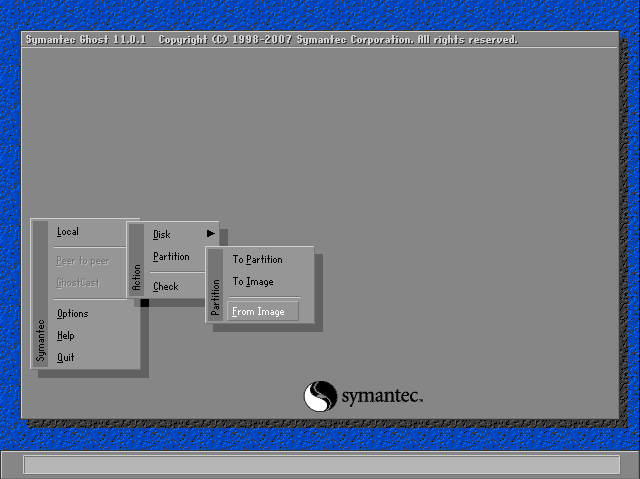 Symantec Ghost 11.0.1   Copyright (C) 1998-2007 Symantec Corporation. All rights reserved.
Local
Peer to peer
GhostCast
Options
Help
Quit
Symantec
Disk
Partition
Check
Action
To Partition
To Image
From Image
Partition
symantec.